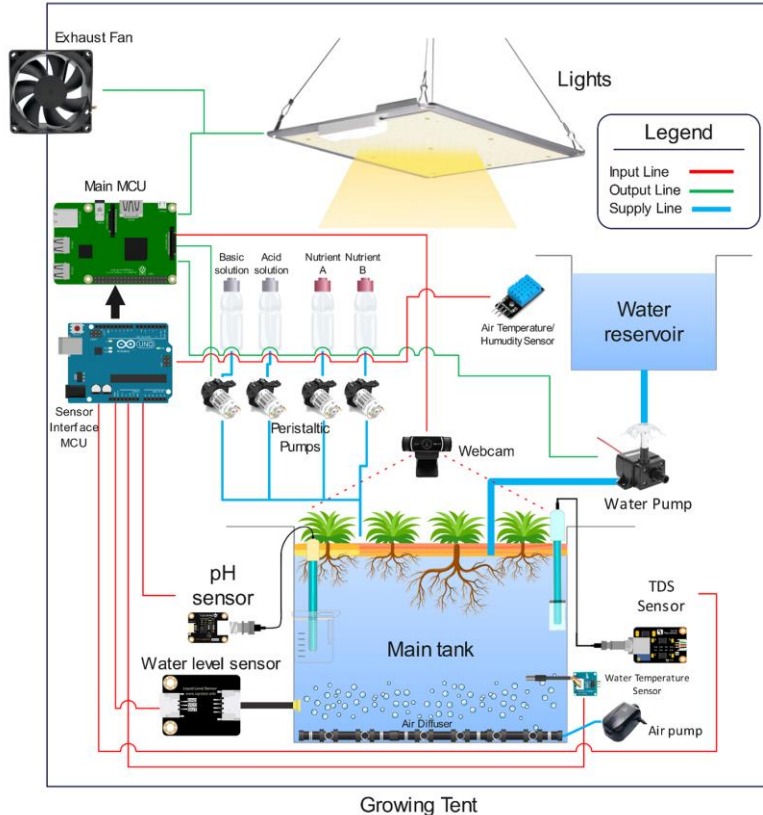 Exhaust Fan
Lights
Legend
Input Line
Output Line
Supply Line
Main MCU
Basic
solution
Acid
solution
Nutrient
A
Nutrient
B
Air Temperature/
Humudity Sensor
Water
reservoir
UNO
Sensor
Interface
MCU
Peristaltic
Pumps
Webcam
Water Pump
pH
sensor
TDS
Sensor
Main tank
Water level sensor
Water Temperature
Sensor
Air Diffuser
Air pump
Growing Tent